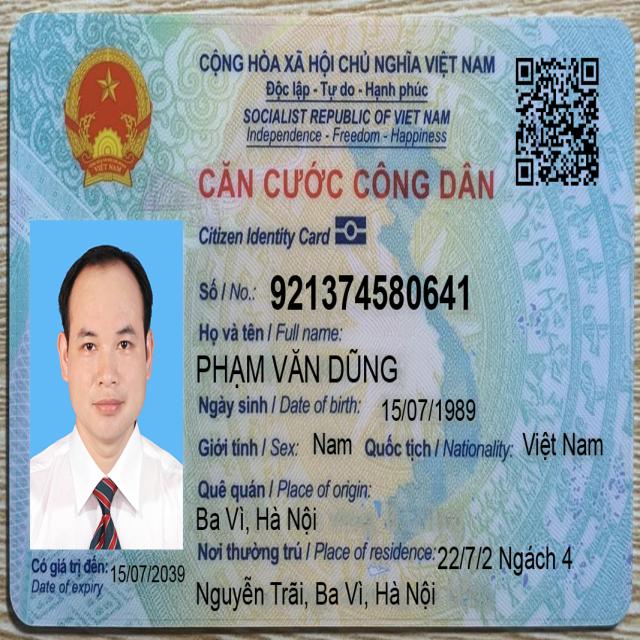 CỘNG HÒA XÃ HỘI CHỦ NGHĨA VIỆT NAM
Độc lập - Tự do - Hạnh phúc
SOCIALIST REPUBLIC OF VIET NAM
Independence - Freedom - Happiness
CĂN CƯỚC CÔNG DÂN
Citizen Identity Card
Số / No.: 921374580641
Họ và tên / Full name:
PHẠM VĂN DŨNG
Ngày sinh / Date of birth: 15/07/1989
Giới tính / Sex: Nam Quốc tịch / Nationality: Việt Nam
Quê quán / Place of origin:
Ba Vì, Hà Nội
Nơi thường trú / Place of residence: 22/7/2 Ngách 4
Nguyễn Trãi, Ba Vì, Hà Nội
Có giá trị đến: 15/07/2039
Date of expiry
VIỆT NAM